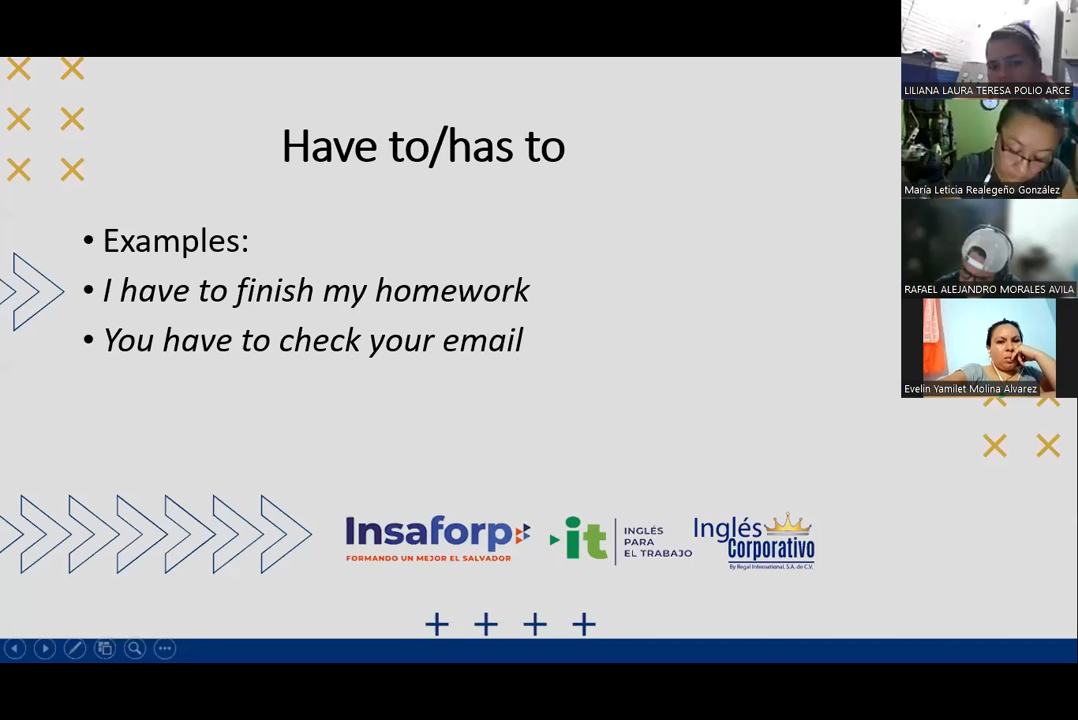 Have to/has to
• Examples:
• I have to finish my homework
• You have to check your email
Insaforp
FORMANDO UN MEJOR EL SALVADOR
it
INGLÉS
PARA
EL TRABAJO
Inglés
Corporativo
By Regal International, S.A. de C.V.
LILIANA LAURA TERESA POLIO ARCE
María Leticia Realegeño González
RAFAEL ALEJANDRO MORALES AVILA
Evelin Yamilet Molina Alvarez